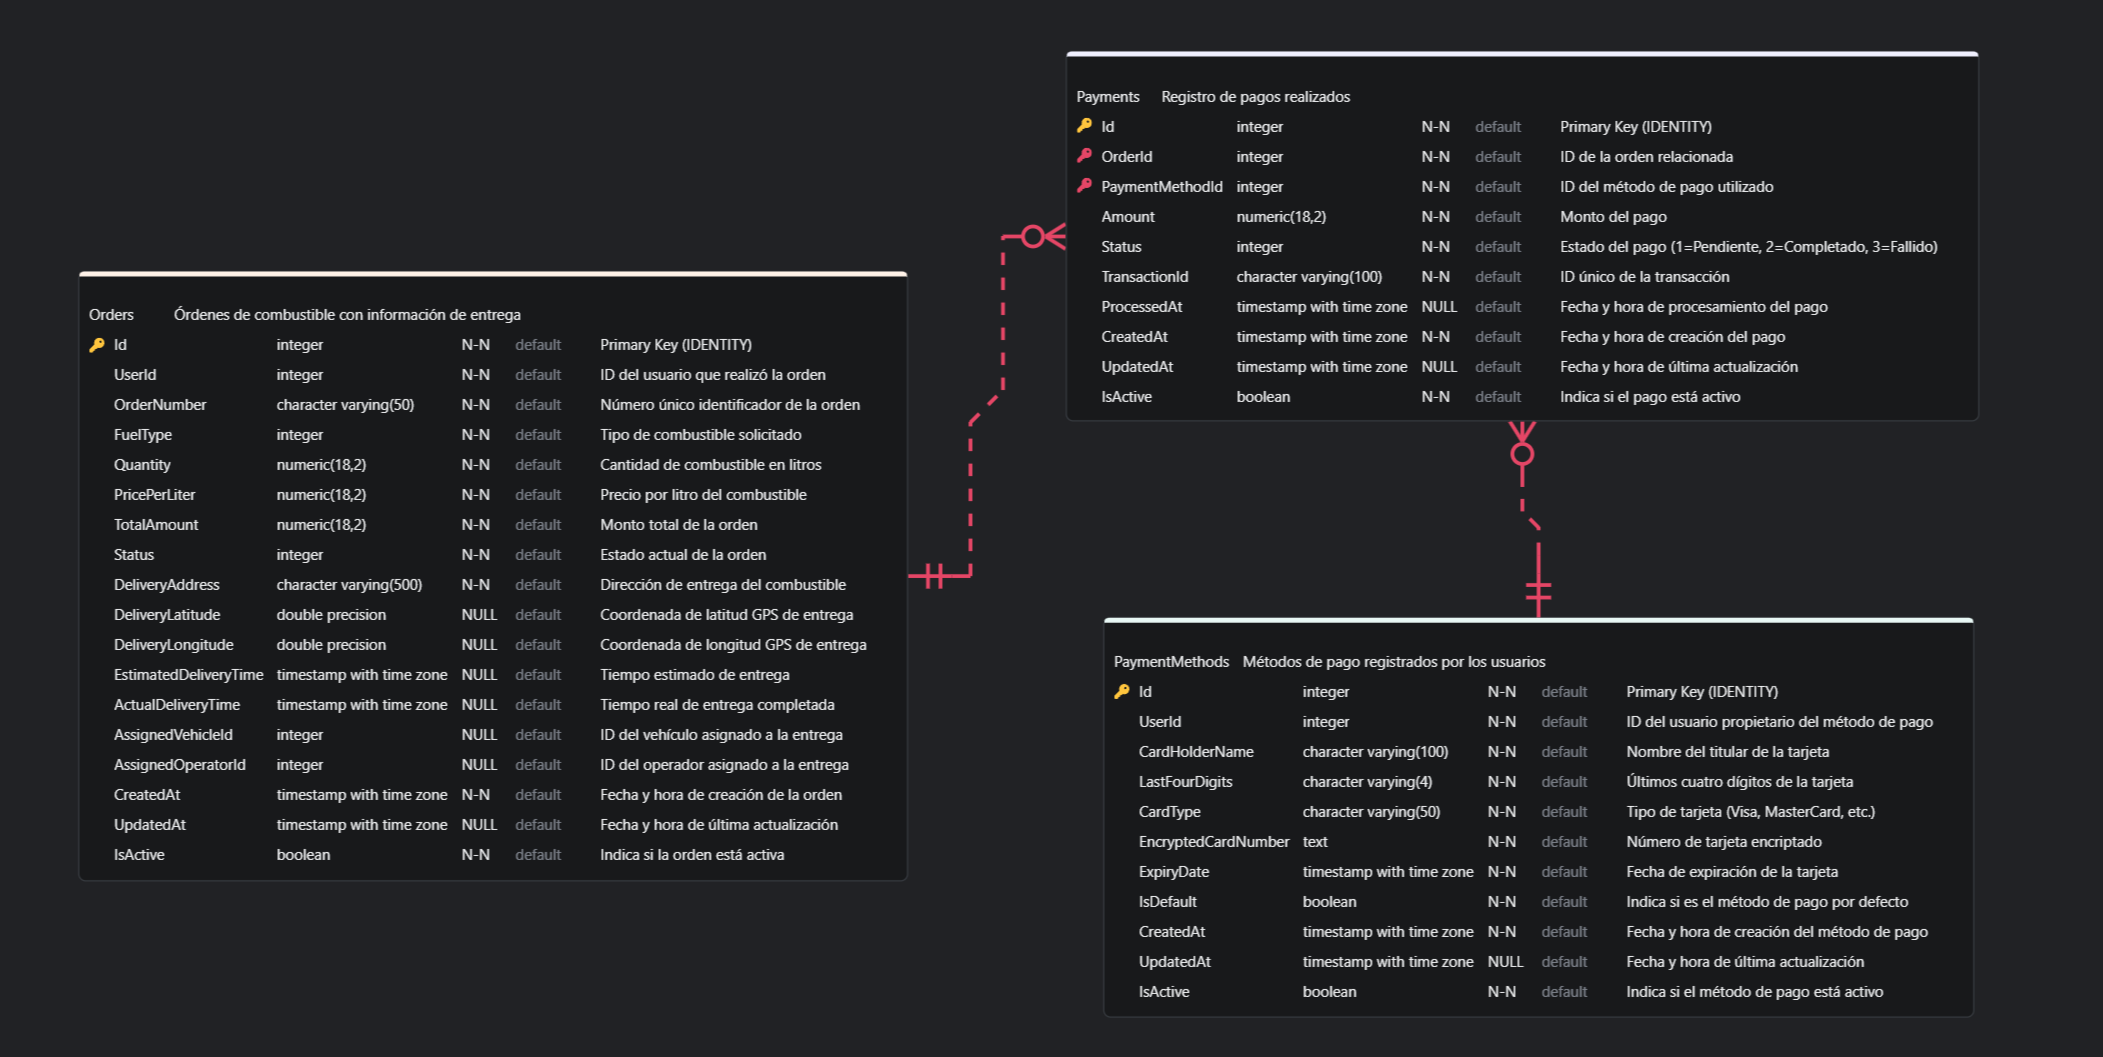 Payments Registro de pagos realizados
Id integer N-N default Primary Key (IDENTITY)
OrderId integer N-N default ID de la orden relacionada
PaymentMethodId integer N-N default ID del método de pago utilizado
Amount numeric(18,2) N-N default Monto del pago
Status integer N-N default Estado del pago (1=Pendiente, 2=Completado, 3=Fallido)
TransactionId character varying(100) N-N default ID único de la transacción
ProcessedAt timestamp with time zone NULL default Fecha y hora de procesamiento del pago
CreatedAt timestamp with time zone N-N default Fecha y hora de creación del pago
UpdatedAt timestamp with time zone NULL default Fecha y hora de última actualización
IsActive boolean N-N default Indica si el pago está activo
Orders Órdenes de combustible con información de entrega
Id integer N-N default Primary Key (IDENTITY)
UserId integer N-N default ID del usuario que realizó la orden
OrderNumber character varying(50) N-N default Número único identificador de la orden
FuelType integer N-N default Tipo de combustible solicitado
Quantity numeric(18,2) N-N default Cantidad de combustible en litros
PricePerLiter numeric(18,2) N-N default Precio por litro del combustible
TotalAmount numeric(18,2) N-N default Monto total de la orden
Status integer N-N default Estado actual de la orden
DeliveryAddress character varying(500) N-N default Dirección de entrega del combustible
DeliveryLatitude double precision NULL default Coordenada de latitud GPS de entrega
DeliveryLongitude double precision NULL default Coordenada de longitud GPS de entrega
EstimatedDeliveryTime timestamp with time zone NULL default Tiempo estimado de entrega
ActualDeliveryTime timestamp with time zone NULL default Tiempo real de entrega completada
AssignedVehicleId integer NULL default ID del vehículo asignado a la entrega
AssignedOperatorId integer NULL default ID del operador asignado a la entrega
CreatedAt timestamp with time zone N-N default Fecha y hora de creación de la orden
UpdatedAt timestamp with time zone NULL default Fecha y hora de última actualización
IsActive boolean N-N default Indica si la orden está activa
PaymentMethods Métodos de pago registrados por los usuarios
Id integer N-N default Primary Key (IDENTITY)
UserId integer N-N default ID del usuario propietario del método de pago
CardHolderName character varying(100) N-N default Nombre del titular de la tarjeta
LastFourDigits character varying(4) N-N default Últimos cuatro dígitos de la tarjeta
CardType character varying(50) N-N default Tipo de tarjeta (Visa, MasterCard, etc.)
EncryptedCardNumber text N-N default Número de tarjeta encriptado
ExpiryDate timestamp with time zone N-N default Fecha de expiración de la tarjeta
IsDefault boolean N-N default Indica si es el método de pago por defecto
CreatedAt timestamp with time zone N-N default Fecha y hora de creación del método de pago
UpdatedAt timestamp with time zone NULL default Fecha y hora de última actualización
IsActive boolean N-N default Indica si el método de pago está activo